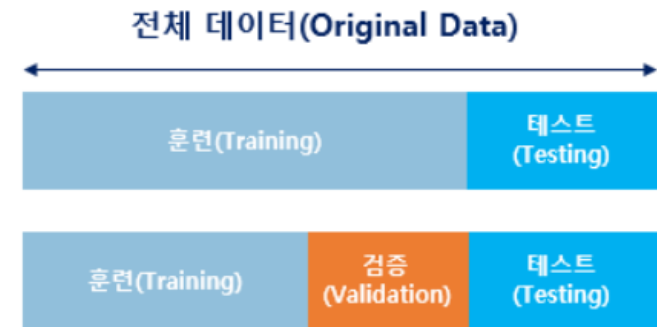 전체 데이터(Original Data)
훈련(Training)
테스트
(Testing)
훈련(Training)
검증
(Validation)
테스트
(Testing)